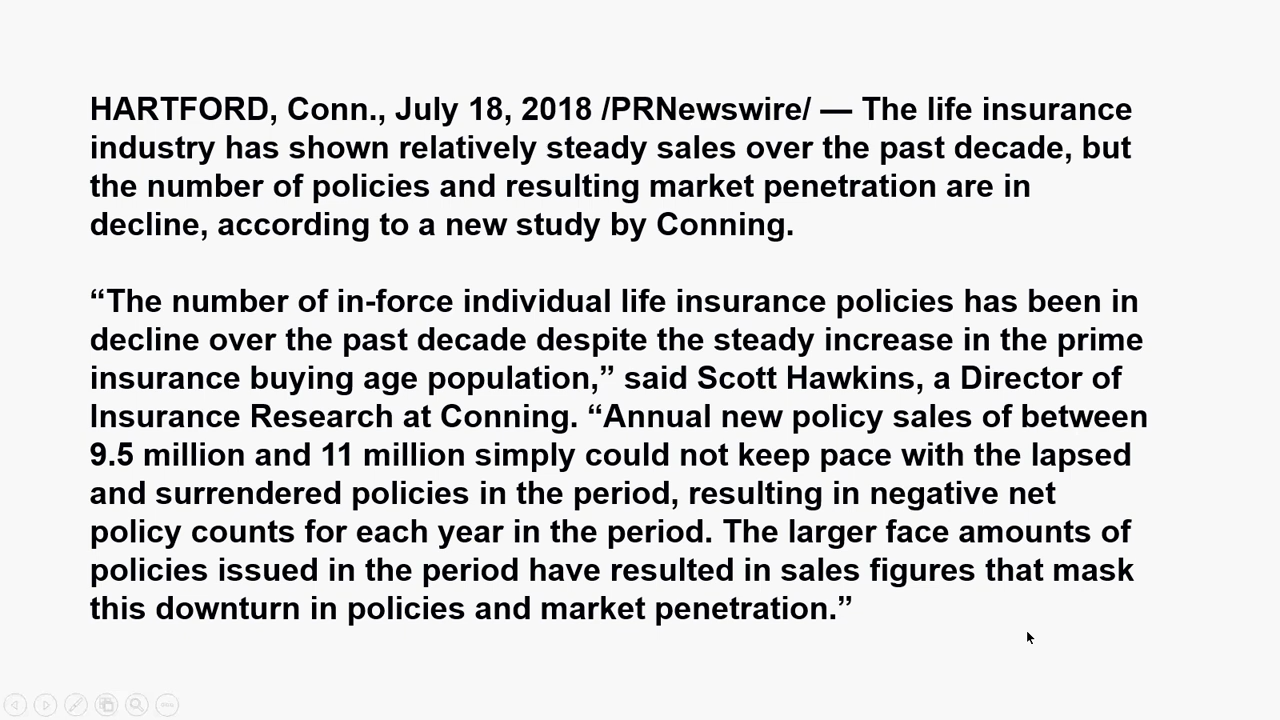 HARTFORD, Conn., July 18, 2018 /PRNewswire/ — The life insurance
industry has shown relatively steady sales over the past decade, but
the number of policies and resulting market penetration are in
decline, according to a new study by Conning.
“The number of in-force individual life insurance policies has been in
decline over the past decade despite the steady increase in the prime
insurance buying age population,” said Scott Hawkins, a Director of
Insurance Research at Conning. “Annual new policy sales of between
9.5 million and 11 million simply could not keep pace with the lapsed
and surrendered policies in the period, resulting in negative net
policy counts for each year in the period. The larger face amounts of
policies issued in the period have resulted in sales figures that mask
this downturn in policies and market penetration.”